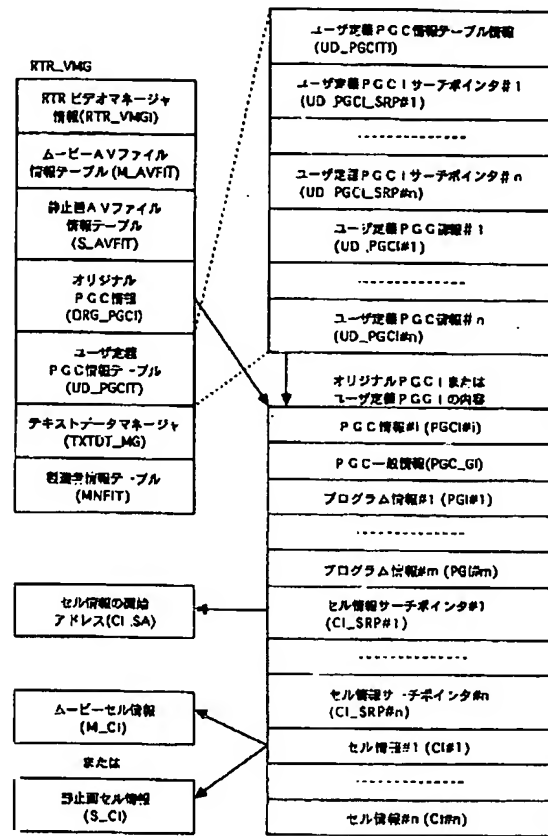 RTR_VMG
RTR ビデオマネージャ
情報(RTR_VMGI)
ムービーAVファイル
情報テーブル(M_AVFIT)
静止画AVファイル
情報テーブル
(S_AVFIT)
オリジナル
PGC情報
(ORG_PGCI)
ユーザ定義
PGC情報テーブル
(UD_PGCIT)
テキストデータマネージャ
(TXTDT_MG)
製造者情報テーブル
(MNFIT)
セル情報の開始
アドレス(CI_SA)
ムービーセル情報
(M_CI)
または
静止画セル情報
(S_CI)
ユーザ定義PGC情報テーブル情報
(UD_PGCITI)
ユーザ定義PGCIサーチポインタ#1
(UD_PGCI_SRP#1)
ユーザ定義PGCIサーチポインタ#n
(UD_PGCI_SRP#n)
ユーザ定義PGC情報#1
(UD_PGCI#1)
ユーザ定義PGC情報#n
(UD_PGCI#n)
オリジナルPGCIまたは
ユーザ定義PGCIの内容
PGC情報#i(PGCI#i)
PGC一般情報(PGC_GI)
プログラム情報#1(PGI#1)
プログラム情報#m(PGI#m)
セル情報サーチポインタ#1
(CI_SRP#1)
セル情報サーチポインタ#n
(CI_SRP#n)
セル情報#1(CI#1)
セル情報#n(CI#n)